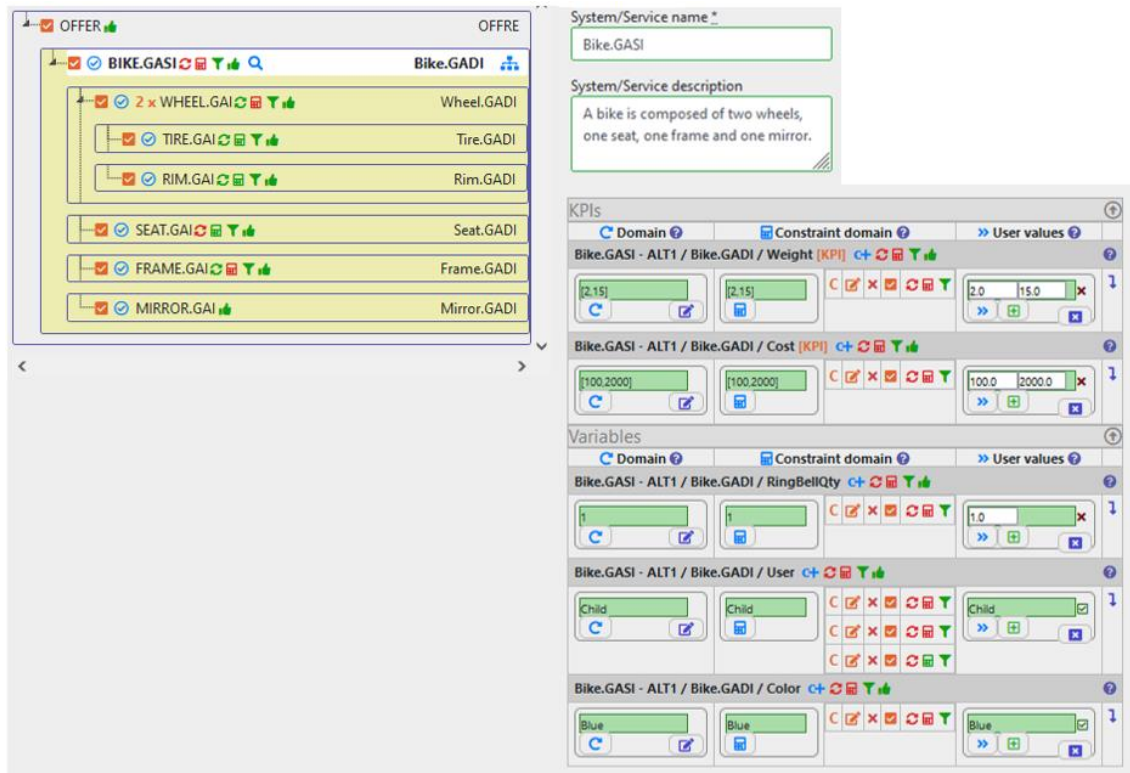 OFFER OFFRE
BIKE.GASI Bike.GADI
2 x WHEEL.GAI Wheel.GADI
TIRE.GAI Tire.GADI
RIM.GAI Rim.GADI
SEAT.GAI Seat.GADI
FRAME.GAI Frame.GADI
MIRROR.GAI Mirror.GADI
System/Service name *
Bike.GASI
System/Service description
A bike is composed of two wheels,
one seat, one frame and one mirror.
KPIs
Domain Constraint domain User values
Bike.GASI - ALT1 / Bike.GADI / Weight [KPI] C+
[2,15] [2,15] C 2.0 15.0
Bike.GASI - ALT1 / Bike.GADI / Cost [KPI] C+
[100,2000] [100,2000] C 100.0 2000.0
Variables
Domain Constraint domain User values
Bike.GASI - ALT1 / Bike.GADI / RingBellQty C+
1 1 C 1.0
Bike.GASI - ALT1 / Bike.GADI / User C+
Child Child C Child
C
C
Bike.GASI - ALT1 / Bike.GADI / Color C+
Blue Blue C Blue